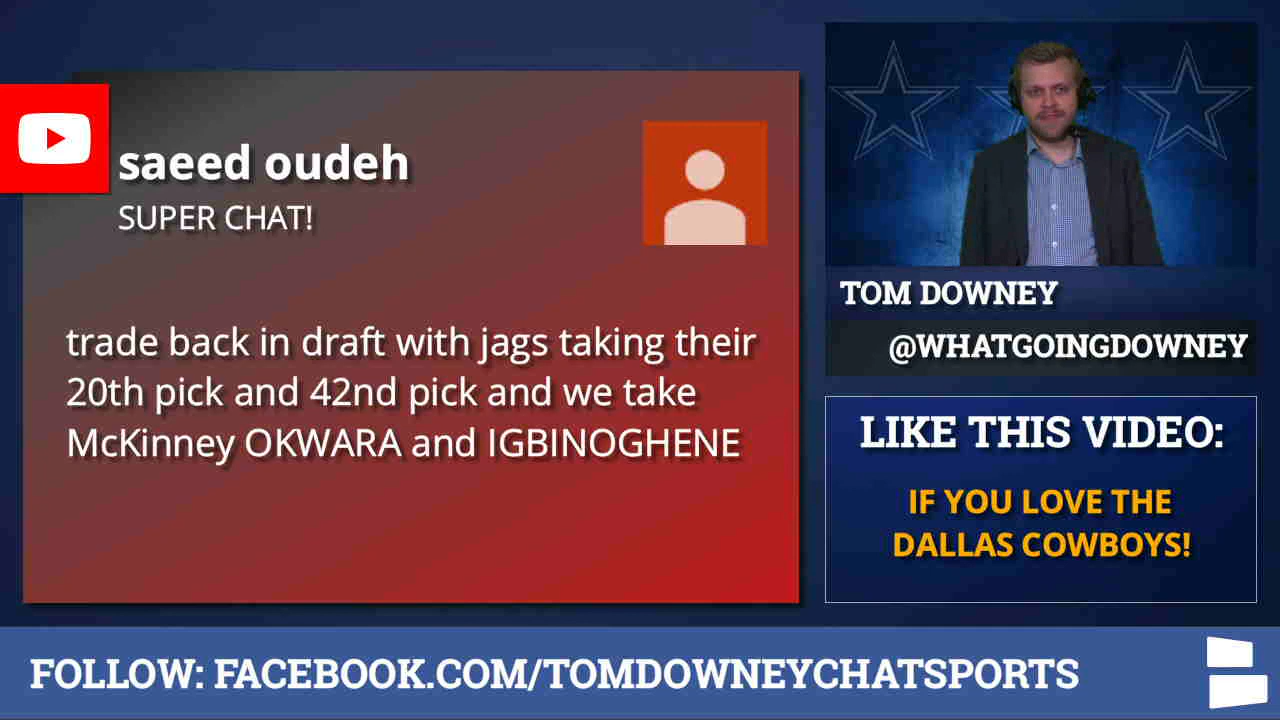 saeed oudeh
SUPER CHAT!
trade back in draft with jags taking their
20th pick and 42nd pick and we take
McKinney OKWARA and IGBINOGHENE
TOM DOWNEY
@WHATGOINGDOWNEY
LIKE THIS VIDEO:
IF YOU LOVE THE
DALLAS COWBOYS!
FOLLOW: FACEBOOK.COM/TOMDOWNEYCHATSPORTS